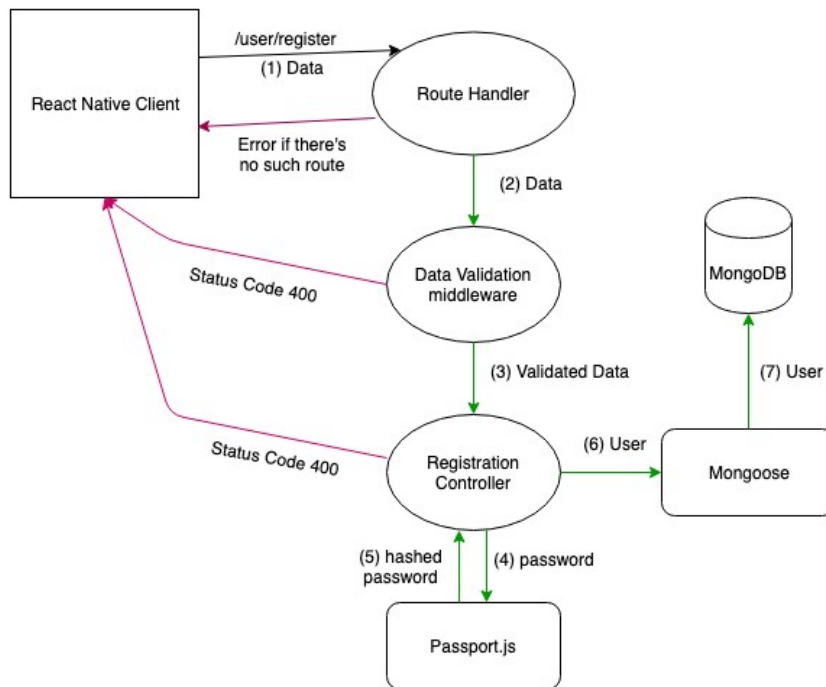 /user/register
(1) Data
React Native Client
Route Handler
Error if there's
no such route
(2) Data
Status Code 400
Data Validation
middleware
MongoDB
(3) Validated Data
(7) User
Status Code 400
Registration
Controller
(6) User
Mongoose
(5) hashed
password
(4) password
Passport.js